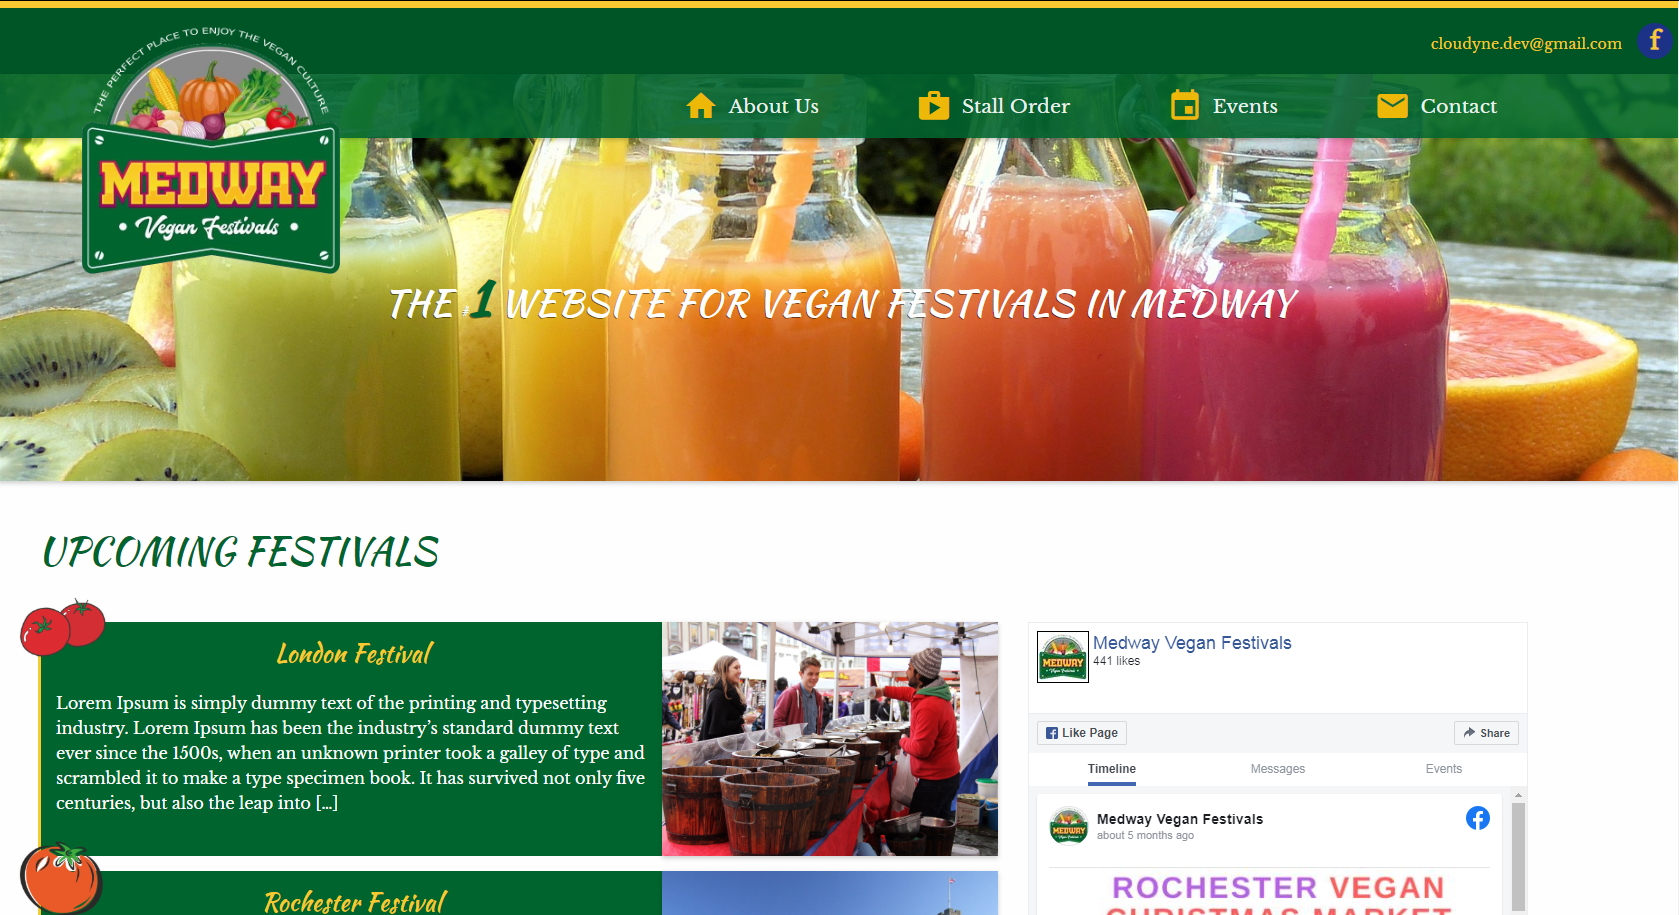 cloudyne.dev@gmail.com
THE PERFECT PLACE TO ENJOY THE VEGAN CULTURE
MEDWAY
• Vegan Festivals •
About Us
Stall Order
Events
Contact
THE #1 WEBSITE FOR VEGAN FESTIVALS IN MEDWAY
UPCOMING FESTIVALS
London Festival
Lorem Ipsum is simply dummy text of the printing and typesetting
industry. Lorem Ipsum has been the industry’s standard dummy text
ever since the 1500s, when an unknown printer took a galley of type and
scrambled it to make a type specimen book. It has survived not only five
centuries, but also the leap into [...]
Rochester Festival
MEDWAY
Medway Vegan Festivals
441 likes
Like Page
Share
Timeline
Messages
Events
MEDWAY
Medway Vegan Festivals
about 5 months ago
ROCHESTER VEGAN
CHRISTMAS MARKET